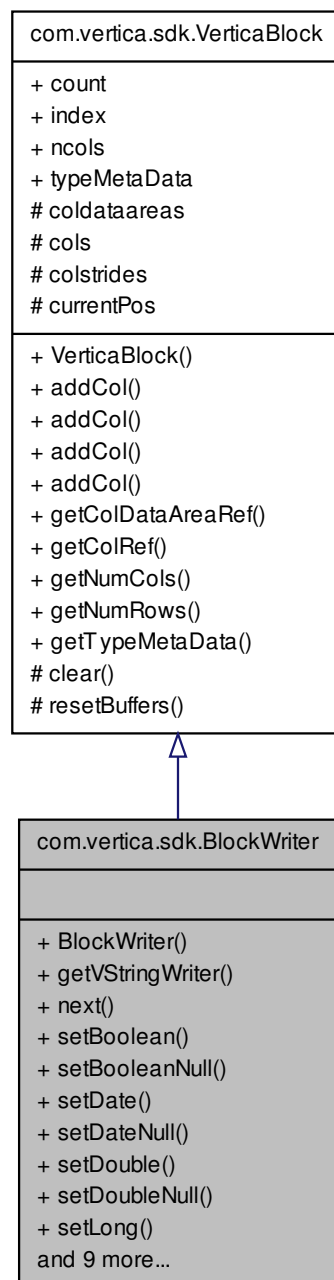 com.vertica.sdk.VerticaBlock
+ count
+ index
+ ncols
+ typeMetaData
# coldataareas
# cols
# colstrides
# currentPos
+ VerticaBlock()
+ addCol()
+ addCol()
+ addCol()
+ addCol()
+ getColDataAreaRef()
+ getColRef()
+ getNumCols()
+ getNumRows()
+ getTypeMetaData()
# clear()
# resetBuffers()
com.vertica.sdk.BlockWriter
+ BlockWriter()
+ getVStringWriter()
+ next()
+ setBoolean()
+ setBooleanNull()
+ setDate()
+ setDateNull()
+ setDouble()
+ setDoubleNull()
+ setLong()
and 9 more...